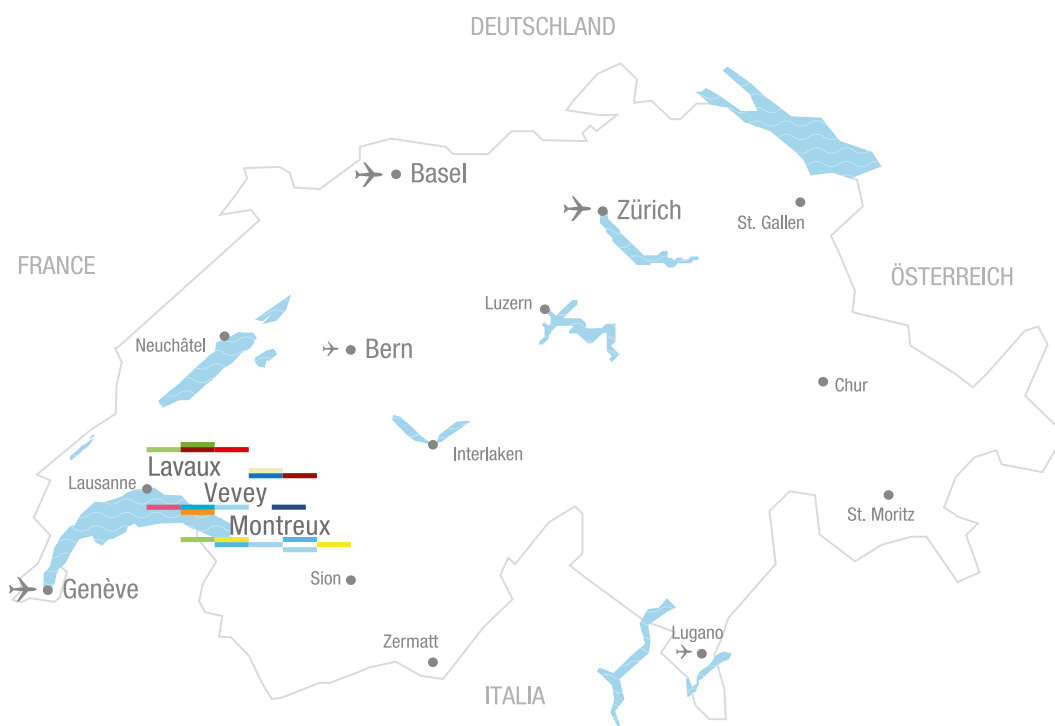 DEUTSCHLAND
Basel
Zürich
St. Gallen
FRANCE
ÖSTERREICH
Luzern
Neuchâtel
Bern
Chur
Interlaken
Lavaux
Lausanne
Vevey
St. Moritz
Montreux
Sion
Genève
Lugano
Zermatt
ITALIA